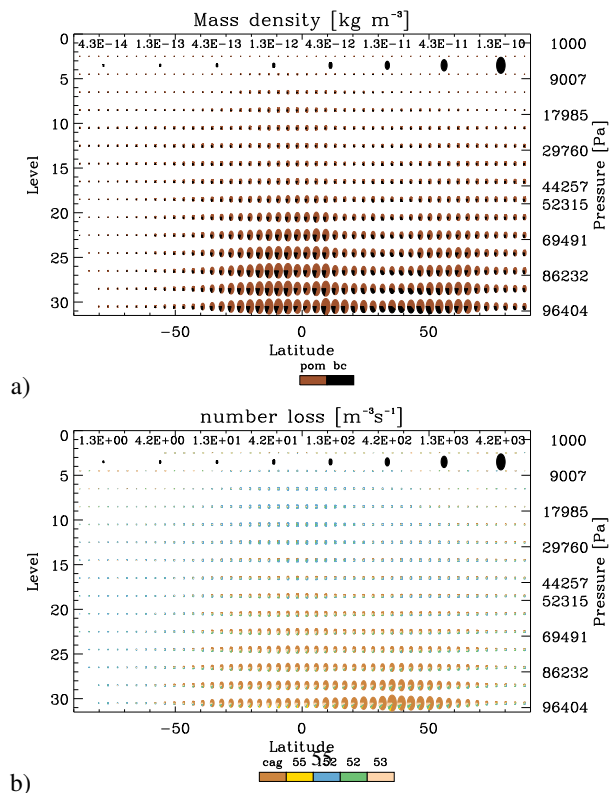 Mass density [kg m⁻³]
4.3E-14 1.3E-13 4.3E-13 1.3E-12 4.3E-12 1.3E-11 4.3E-11 1.3E-10
0
5
10
15
20
25
30
Level
1000
9007
17985
29760
44257
52315
69491
86232
96404
Pressure [Pa]
-50 0 50
Latitude
pom bc
a)
number loss [m⁻³s⁻¹]
1.3E+00 4.2E+00 1.3E+01 4.2E+01 1.3E+02 4.2E+02 1.3E+03 4.2E+03
0
5
10
15
20
25
30
Level
1000
9007
17985
29760
44257
52315
69491
86232
96404
Pressure [Pa]
-50 0 50
Latitude
cag 55 52 53
b)